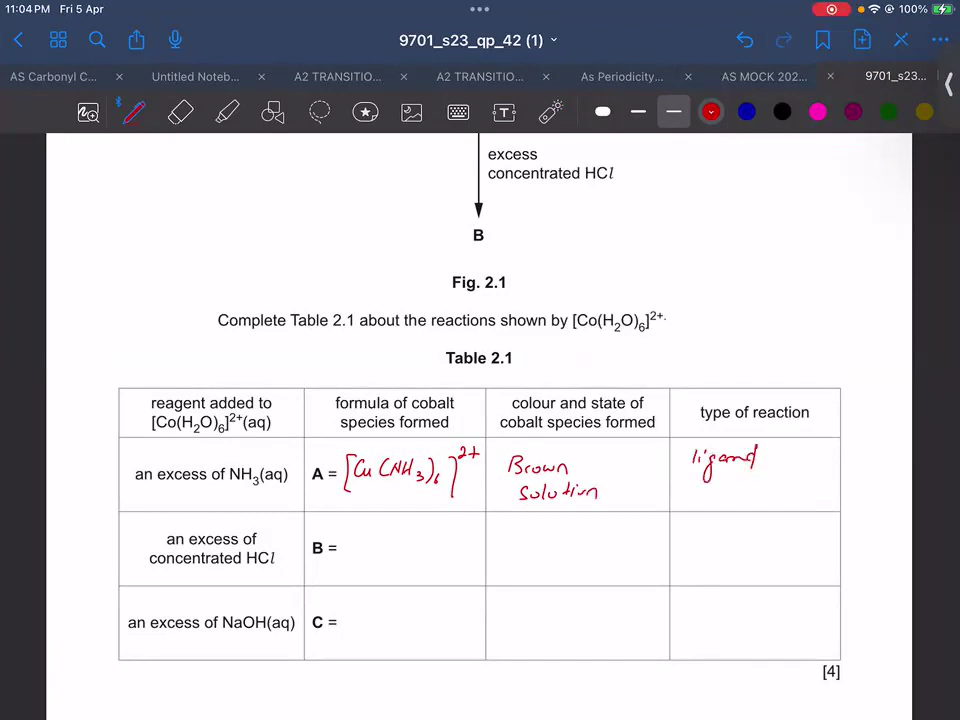 11:04PM Fri 5 Apr
100%
9701_s23_qp_42 (1)
AS Carbonyl C...
Untitled Noteb...
A2 TRANSITIO...
A2 TRANSITIO...
As Periodicity...
AS MOCK 202...
9701_s23...
excess
concentrated HCl
B
Fig. 2.1
Complete Table 2.1 about the reactions shown by [Co(H₂O)₆]²⁺.
Table 2.1
reagent added to [Co(H₂O)₆]²⁺(aq)
formula of cobalt species formed
colour and state of cobalt species formed
type of reaction
an excess of NH₃(aq)
A = [Cu(NH₃)₆]²⁺
Brown
solution
ligand
an excess of concentrated HCl
B =
an excess of NaOH(aq)
C =
[4]